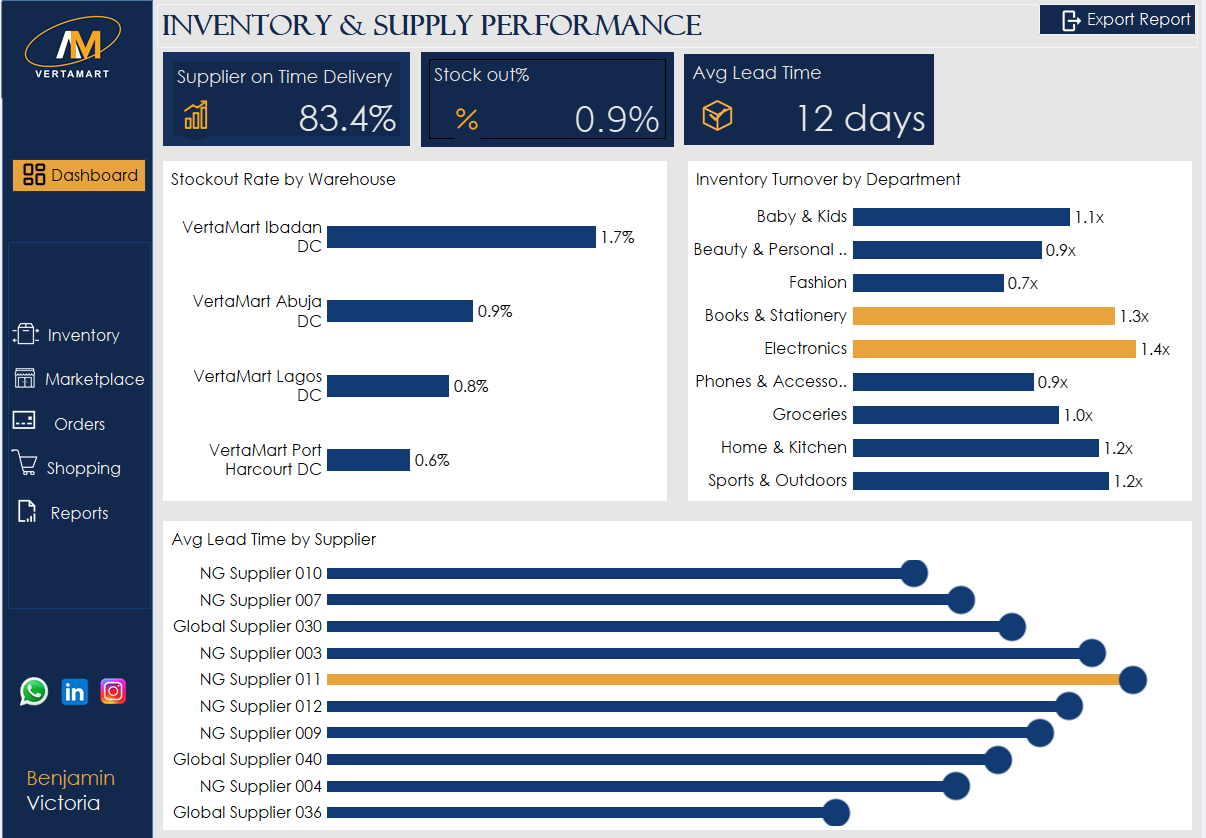 INVENTORY & SUPPLY PERFORMANCE
Export Report
AM
VERTAMART
Supplier on Time Delivery
83.4%
Stock out%
%
0.9%
Avg Lead Time
12 days
Dashboard
Inventory
Marketplace
Orders
Shopping
Reports
in
Benjamin
Victoria
Stockout Rate by Warehouse
VertaMart Ibadan
DC
1.7%
VertaMart Abuja
DC
0.9%
VertaMart Lagos
DC
0.8%
VertaMart Port
Harcourt DC
0.6%
Inventory Turnover by Department
Baby & Kids 1.1x
Beauty & Personal .. 0.9x
Fashion 0.7x
Books & Stationery 1.3x
Electronics 1.4x
Phones & Accesso.. 0.9x
Groceries 1.0x
Home & Kitchen 1.2x
Sports & Outdoors 1.2x
Avg Lead Time by Supplier
NG Supplier 010
NG Supplier 007
Global Supplier 030
NG Supplier 003
NG Supplier 011
NG Supplier 012
NG Supplier 009
Global Supplier 040
NG Supplier 004
Global Supplier 036